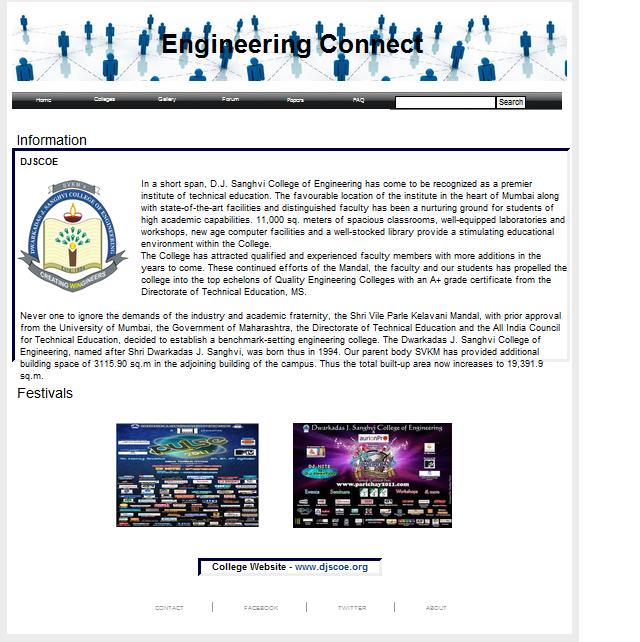 Engineering Connect
Home Colleges Gallery Forum Papers FAQ Search
Information
DJSCOE
SVKM's
DWARKADAS J. SANGHVI COLLEGE OF ENGINEERING
CREATING WINGINEERS
In a short span, D.J. Sanghvi College of Engineering has come to be recognized as a premier
institute of technical education. The favourable location of the institute in the heart of Mumbai along
with state-of-the-art facilities and distinguished faculty has been a nurturing ground for students of
high academic capabilities. 11,000 sq. meters of spacious classrooms, well-equipped laboratories and
workshops, new age computer facilities and a well-stocked library provide a stimulating educational
environment within the College.
The College has attracted qualified and experienced faculty members with more additions in the
years to come. These continued efforts of the Mandal, the faculty and our students has propelled the
college into the top echelons of Quality Engineering Colleges with an A+ grade certificate from the
Directorate of Technical Education, MS.
Never one to ignore the demands of the industry and academic fraternity, the Shri Vile Parle Kelavani Mandal, with prior approval
from the University of Mumbai, the Government of Maharashtra, the Directorate of Technical Education and the All India Council
for Technical Education, decided to establish a benchmark-setting engineering college. The Dwarkadas J. Sanghvi College of
Engineering, named after Shri Dwarkadas J. Sanghvi, was born thus in 1994. Our parent body SVKM has provided additional
building space of 3115.90 sq.m in the adjoining building of the campus. Thus the total built-up area now increases to 19,391.9
sq.m.
Festivals
pulse
Dwarkadas J. Sanghvi College of Engineering
aurionPro
DJ-NITE
www.parichay2011.com
Events Seminars Workshops & more
College Website - www.djscoe.org
CONTACT | FACEBOOK | TWITTER | ABOUT